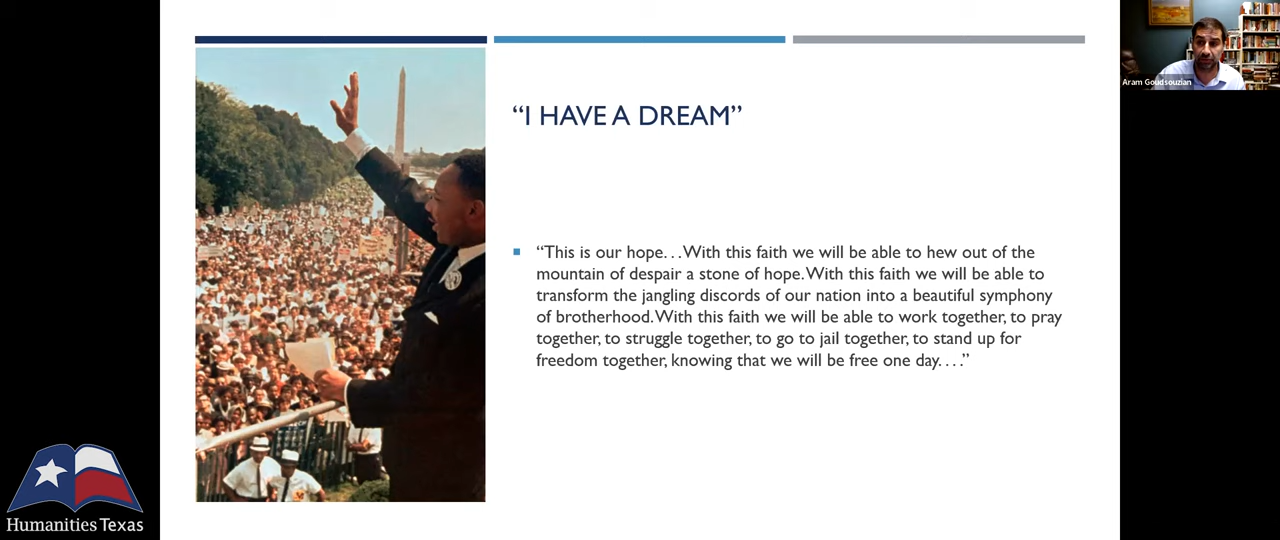 Aram Goudsouzian
“I HAVE A DREAM”
“This is our hope. . .With this faith we will be able to hew out of the
mountain of despair a stone of hope.With this faith we will be able to
transform the jangling discords of our nation into a beautiful symphony
of brotherhood.With this faith we will be able to work together, to pray
together, to struggle together, to go to jail together, to stand up for
freedom together, knowing that we will be free one day. . . .”
Humanities Texas